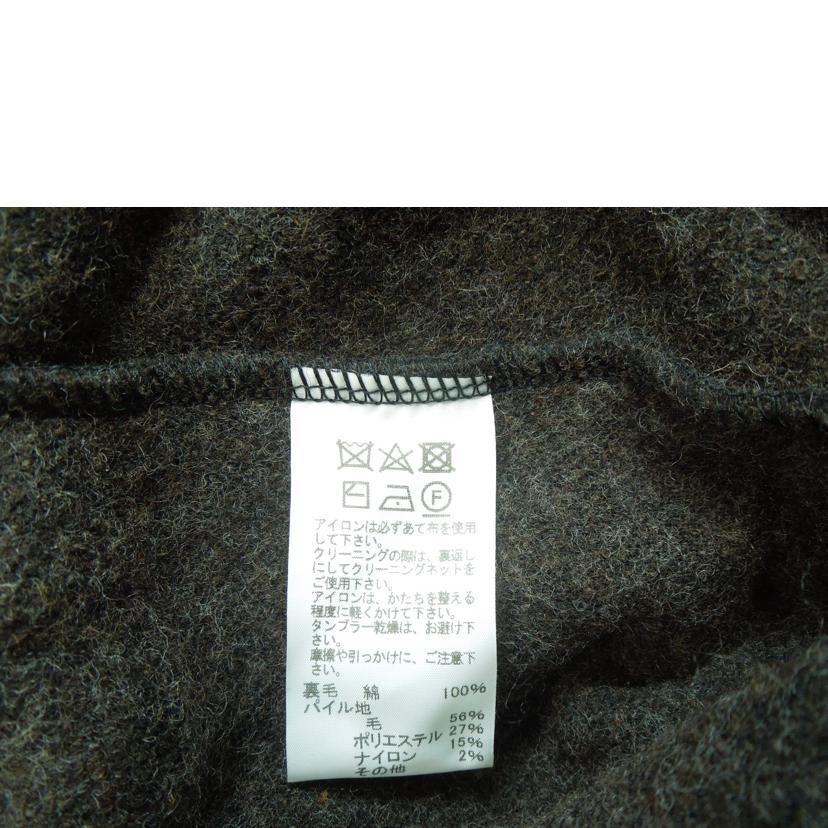 F
アイロンは必ずあて布を使用
して下さい。
クリーニングの際は、裏返し
にしてクリーニングネットを
ご使用下さい。
アイロンは、かたちを整える
程度に軽くかけて下さい。
タンブラー乾燥は、お避け下
さい。
摩擦や引っかけに、ご注意下
さい。
裏毛 綿 100%
パイル地
毛 56%
ポリエステル 27%
ナイロン 15%
その他 2%